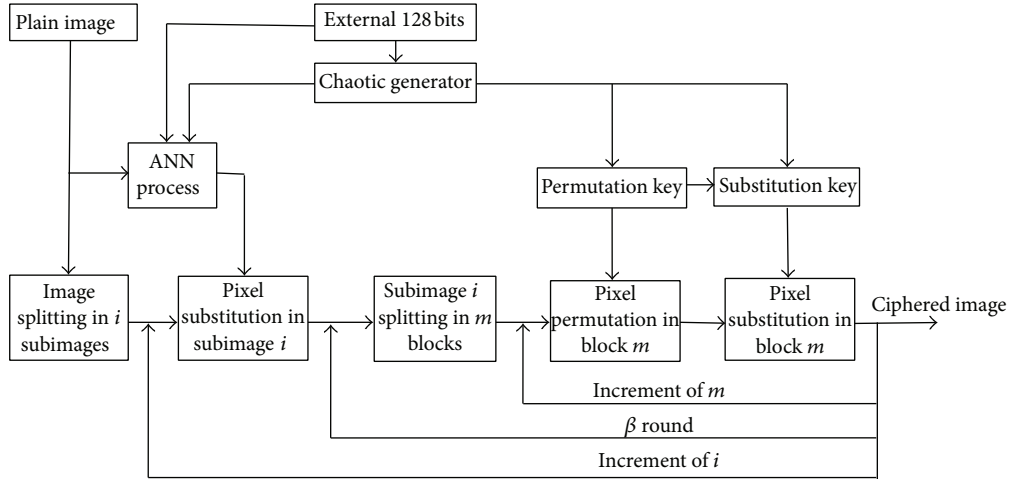 Plain image
External 128 bits
Chaotic generator
ANN
process
Permutation key
Substitution key
Image
splitting in i
subimages
Pixel
substitution in
subimage i
Subimage i
splitting in m
blocks
Pixel
permutation in
block m
Pixel
substitution in
block m
Ciphered image
Increment of m
β round
Increment of i